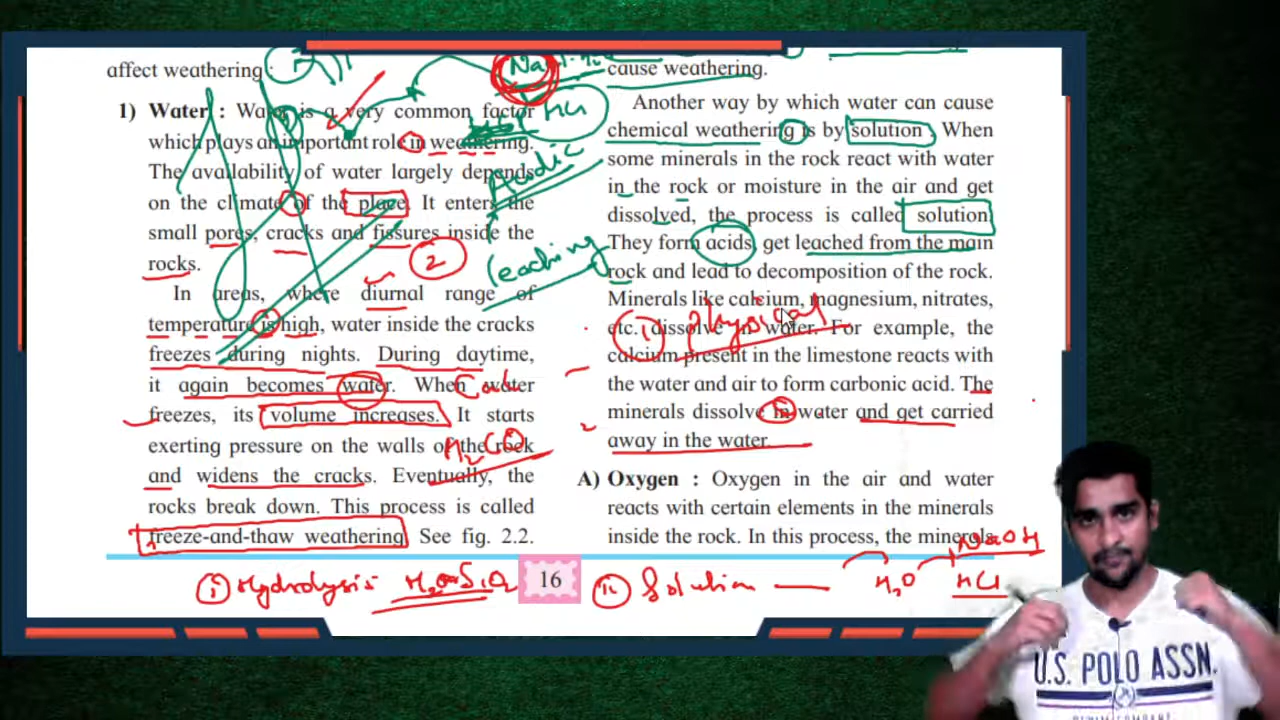 affect weathering :
1) Water : Water is a very common factor
which plays an important role in weathering.
The availability of water largely depends
on the climate of the place. It enters the
small pores, cracks and fissures inside the
rocks.
In areas, where diurnal range of
temperature is high, water inside the cracks
freezes during nights. During daytime,
it again becomes water. When water
freezes, its volume increases. It starts
exerting pressure on the walls of the rock
and widens the cracks. Eventually, the
rocks break down. This process is called
freeze-and-thaw weathering. See fig. 2.2.
Na
HCl
Acidic
Leaching
2
Cal
H2CO
cause weathering.
Another way by which water can cause
chemical weathering is by solution. When
some minerals in the rock react with water
in the rock or moisture in the air and get
dissolved, the process is called solution.
They form acids, get leached from the main
rock and lead to decomposition of the rock.
Minerals like calcium, magnesium, nitrates,
etc. dissolve in water. For example, the
calcium present in the limestone reacts with
the water and air to form carbonic acid. The
minerals dissolve in water and get carried
away in the water.
A) Oxygen : Oxygen in the air and water
reacts with certain elements in the minerals
inside the rock. In this process, the minerals
i Physical
NaOH
i Hydrolysis
16
ii Solution — H2O HCl
U.S. POLO ASSN.